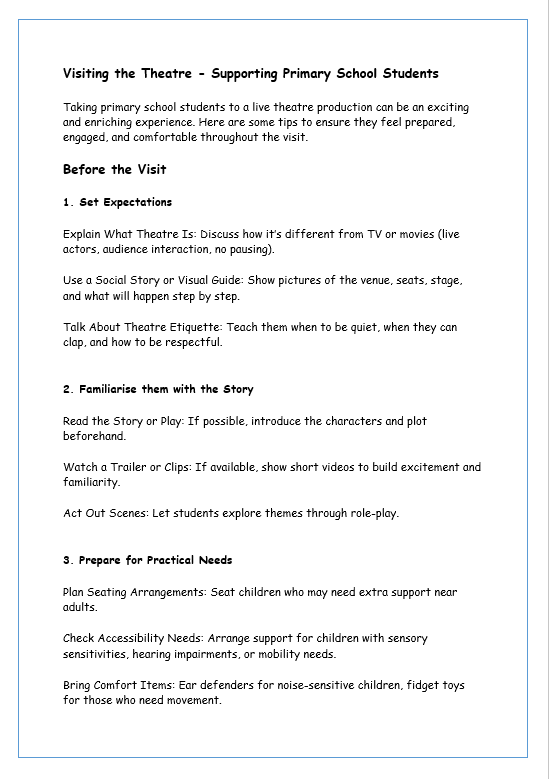 Visiting the Theatre - Supporting Primary School Students
Taking primary school students to a live theatre production can be an exciting
and enriching experience. Here are some tips to ensure they feel prepared,
engaged, and comfortable throughout the visit.
Before the Visit
1. Set Expectations
Explain What Theatre Is: Discuss how it's different from TV or movies (live
actors, audience interaction, no pausing).
Use a Social Story or Visual Guide: Show pictures of the venue, seats, stage,
and what will happen step by step.
Talk About Theatre Etiquette: Teach them when to be quiet, when they can
clap, and how to be respectful.
2. Familiarise them with the Story
Read the Story or Play: If possible, introduce the characters and plot
beforehand.
Watch a Trailer or Clips: If available, show short videos to build excitement and
familiarity.
Act Out Scenes: Let students explore themes through role-play.
3. Prepare for Practical Needs
Plan Seating Arrangements: Seat children who may need extra support near
adults.
Check Accessibility Needs: Arrange support for children with sensory
sensitivities, hearing impairments, or mobility needs.
Bring Comfort Items: Ear defenders for noise-sensitive children, fidget toys
for those who need movement.